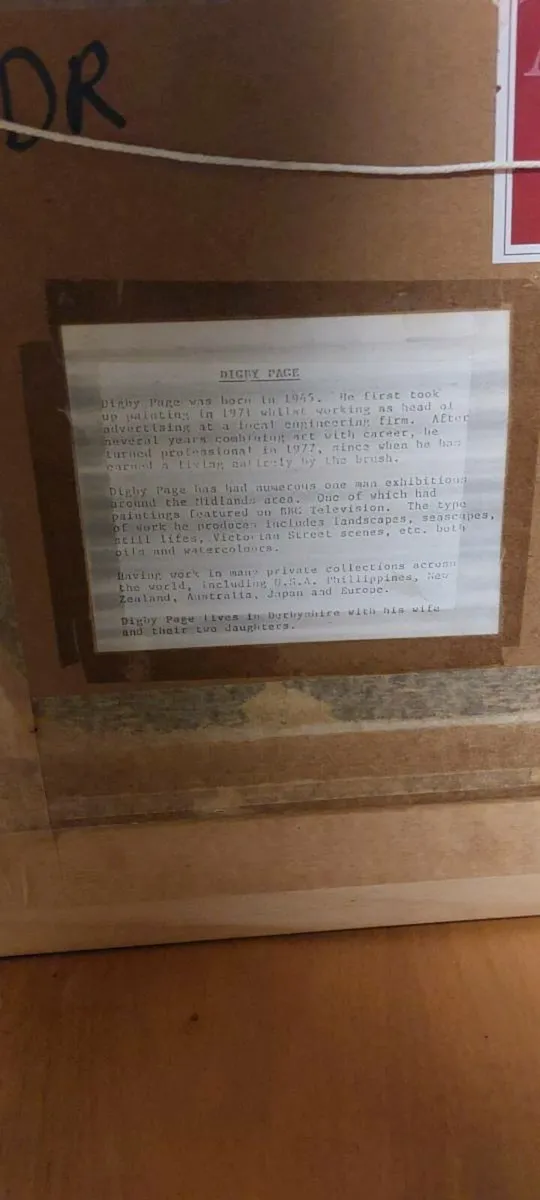 DR
DIGBY PAGE
Digby Page was born in 1945. He first took
up painting in 1971 whilst working as head of
advertising at a local engineering firm. After
several years combining art with career, he
turned professional in 1977, since when he has
earned a living entirely by the brush.
Digby Page has had numerous one man exhibitions
around the Midlands area. One of which had
paintings featured on BBC Television. The type
of work he produces includes landscapes, seascapes,
still lifes, Victorian Street scenes, etc. both
oils and watercolours.
Having work in many private collections across
the world, including U.S.A. Phillippines, New
Zealand, Australia, Japan and Europe.
Digby Page lives in Derbyshire with his wife
and their two daughters.